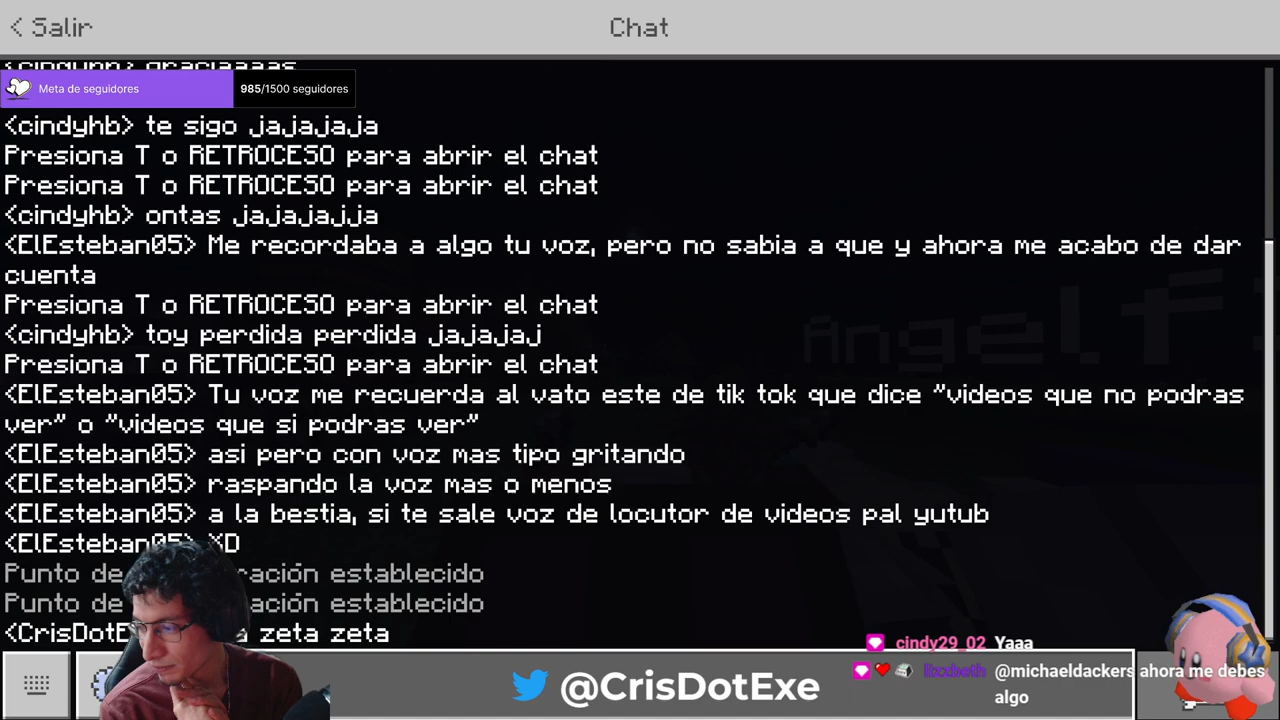 < Salir
Chat
<cindyhb> graciaaaas
Meta de seguidores
985/1500 seguidores
<cindyhb> te sigo jajajaja
Presiona T o RETROCESO para abrir el chat
Presiona T o RETROCESO para abrir el chat
<cindyhb> ontas jajajajja
<ElEsteban05> Me recordaba a algo tu voz, pero no sabia a que y ahora me acabo de dar
cuenta
Presiona T o RETROCESO para abrir el chat
<cindyhb> toy perdida perdida jajajaj
Presiona T o RETROCESO para abrir el chat
<ElEsteban05> Tu voz me recuerda al vato este de tik tok que dice "videos que no podras
ver" o "videos que si podras ver"
<ElEsteban05> asi pero con voz mas tipo gritando
<ElEsteban05> raspando la voz mas o menos
<ElEsteban05> a la bestia, si te sale voz de locutor de videos pal yutub
<ElEsteban05> XD
Punto de ración establecido
Punto de ación establecido
<CrisDotE zeta zeta
@CrisDotExe
cindy29_02 Yaaa
@michaeldackers ahora me debes
algo